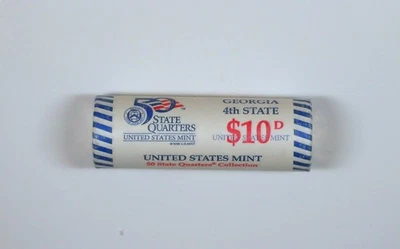 50
STATE
QUARTERS
UNITED STATES MINT
GEORGIA
4th STATE
UNITED STATES MINT
$10 D
UNITED STATES MINT
50 State Quarters® Collection